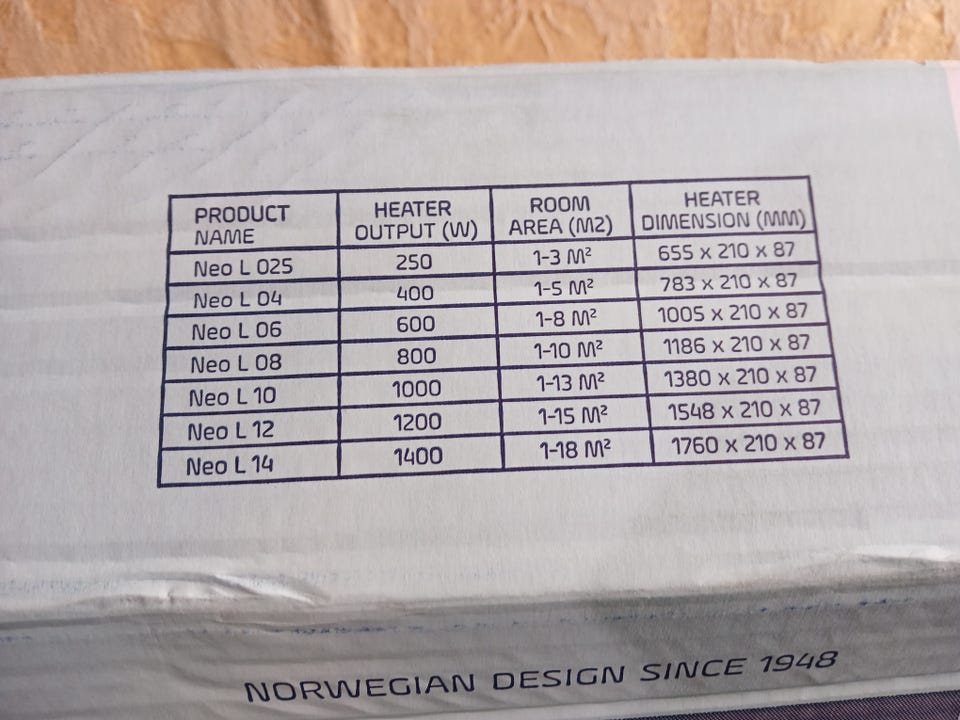 PRODUCT NAME HEATER OUTPUT (W) ROOM AREA (M2) HEATER DIMENSION (MM)
Neo L 025 250 1-3 M² 655 x 210 x 87
Neo L 04 400 1-5 M² 783 x 210 x 87
Neo L 06 600 1-8 M² 1005 x 210 x 87
Neo L 08 800 1-10 M² 1186 x 210 x 87
Neo L 10 1000 1-13 M² 1380 x 210 x 87
Neo L 12 1200 1-15 M² 1548 x 210 x 87
Neo L 14 1400 1-18 M² 1760 x 210 x 87
NORWEGIAN DESIGN SINCE 1948